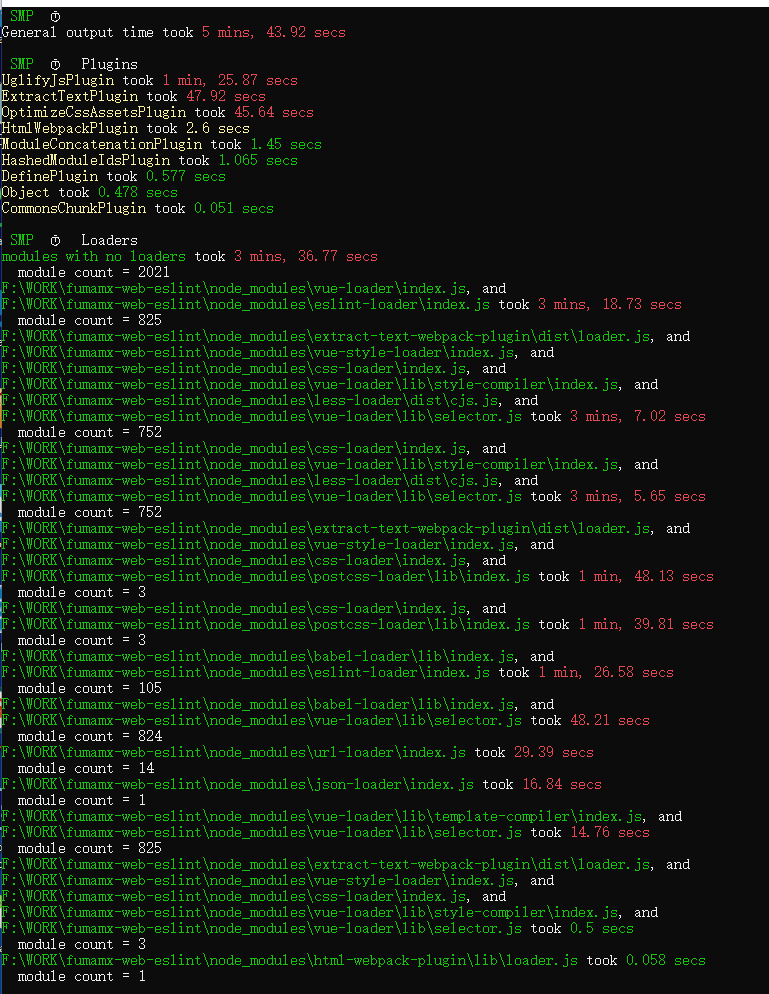 SMP ⏱
General output time took 5 mins, 43.92 secs
SMP ⏱ Plugins
UglifyJsPlugin took 1 min, 25.87 secs
ExtractTextPlugin took 47.92 secs
OptimizeCssAssetsPlugin took 45.64 secs
HtmlWebpackPlugin took 2.6 secs
ModuleConcatenationPlugin took 1.45 secs
HashedModuleIdsPlugin took 1.065 secs
DefinePlugin took 0.577 secs
Object took 0.478 secs
CommonsChunkPlugin took 0.051 secs
SMP ⏱ Loaders
modules with no loaders took 3 mins, 36.77 secs
module count = 2021
F:\WORK\fumamx-web-eslint\node_modules\vue-loader\index.js, and
F:\WORK\fumamx-web-eslint\node_modules\eslint-loader\index.js took 3 mins, 18.73 secs
module count = 825
F:\WORK\fumamx-web-eslint\node_modules\extract-text-webpack-plugin\dist\loader.js, and
F:\WORK\fumamx-web-eslint\node_modules\vue-style-loader\index.js, and
F:\WORK\fumamx-web-eslint\node_modules\css-loader\index.js, and
F:\WORK\fumamx-web-eslint\node_modules\vue-loader\lib\style-compiler\index.js, and
F:\WORK\fumamx-web-eslint\node_modules\less-loader\dist\cjs.js, and
F:\WORK\fumamx-web-eslint\node_modules\vue-loader\lib\selector.js took 3 mins, 7.02 secs
module count = 752
F:\WORK\fumamx-web-eslint\node_modules\css-loader\index.js, and
F:\WORK\fumamx-web-eslint\node_modules\vue-loader\lib\style-compiler\index.js, and
F:\WORK\fumamx-web-eslint\node_modules\less-loader\dist\cjs.js, and
F:\WORK\fumamx-web-eslint\node_modules\vue-loader\lib\selector.js took 3 mins, 5.65 secs
module count = 752
F:\WORK\fumamx-web-eslint\node_modules\extract-text-webpack-plugin\dist\loader.js, and
F:\WORK\fumamx-web-eslint\node_modules\vue-style-loader\index.js, and
F:\WORK\fumamx-web-eslint\node_modules\css-loader\index.js, and
F:\WORK\fumamx-web-eslint\node_modules\postcss-loader\lib\index.js took 1 min, 48.13 secs
module count = 3
F:\WORK\fumamx-web-eslint\node_modules\css-loader\index.js, and
F:\WORK\fumamx-web-eslint\node_modules\postcss-loader\lib\index.js took 1 min, 39.81 secs
module count = 3
F:\WORK\fumamx-web-eslint\node_modules\babel-loader\lib\index.js, and
F:\WORK\fumamx-web-eslint\node_modules\eslint-loader\index.js took 1 min, 26.58 secs
module count = 105
F:\WORK\fumamx-web-eslint\node_modules\babel-loader\lib\index.js, and
F:\WORK\fumamx-web-eslint\node_modules\vue-loader\lib\selector.js took 48.21 secs
module count = 824
F:\WORK\fumamx-web-eslint\node_modules\url-loader\index.js took 29.39 secs
module count = 14
F:\WORK\fumamx-web-eslint\node_modules\json-loader\index.js took 16.84 secs
module count = 1
F:\WORK\fumamx-web-eslint\node_modules\vue-loader\lib\template-compiler\index.js, and
F:\WORK\fumamx-web-eslint\node_modules\vue-loader\lib\selector.js took 14.76 secs
module count = 825
F:\WORK\fumamx-web-eslint\node_modules\extract-text-webpack-plugin\dist\loader.js, and
F:\WORK\fumamx-web-eslint\node_modules\vue-style-loader\index.js, and
F:\WORK\fumamx-web-eslint\node_modules\css-loader\index.js, and
F:\WORK\fumamx-web-eslint\node_modules\vue-loader\lib\style-compiler\index.js, and
F:\WORK\fumamx-web-eslint\node_modules\vue-loader\lib\selector.js took 0.5 secs
module count = 3
F:\WORK\fumamx-web-eslint\node_modules\html-webpack-plugin\lib\loader.js took 0.058 secs
module count = 1